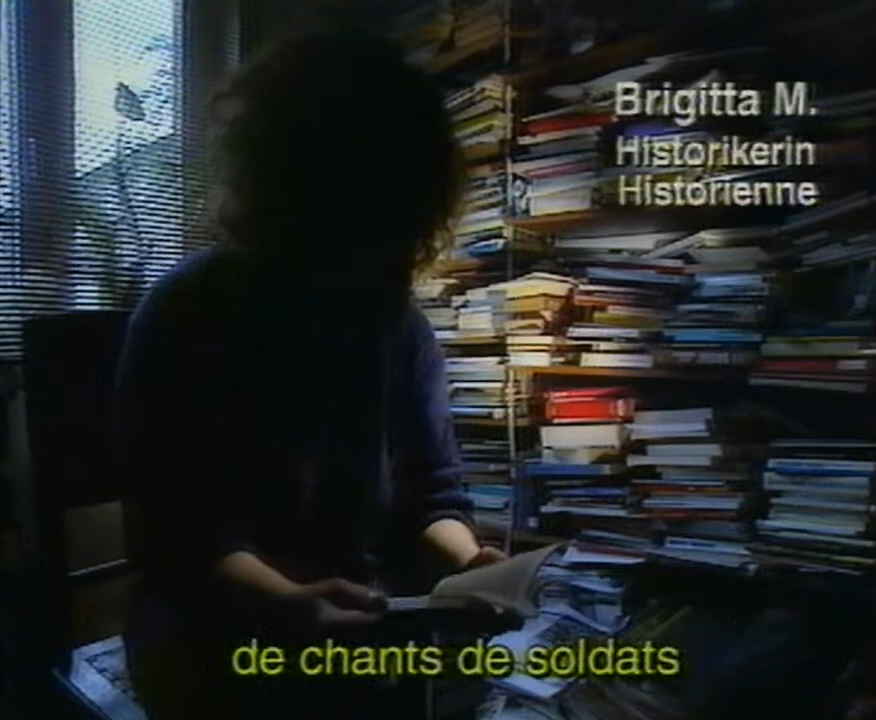 Brigitta M.
Historikerin
Historienne
de chants de soldats